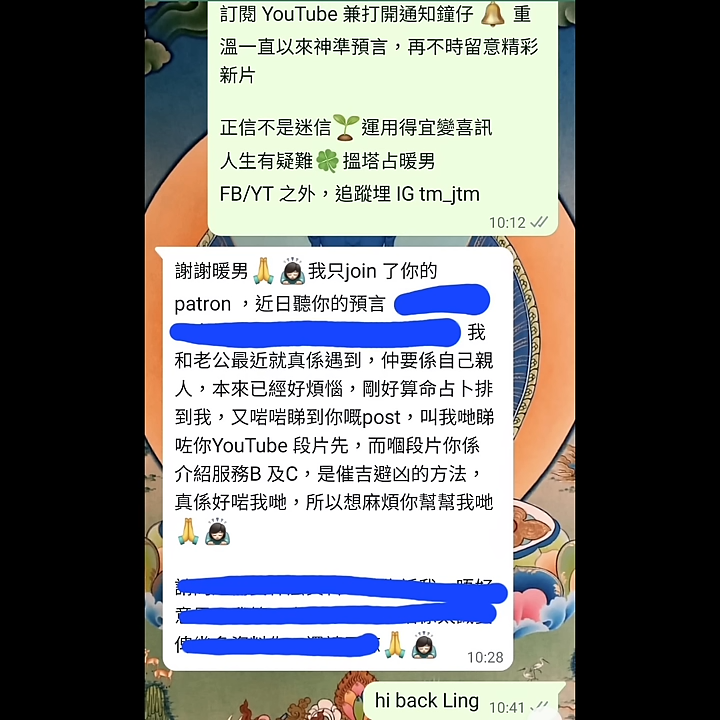 訂閱 YouTube 兼打開通知鐘仔 🔔 重
溫一直以來神準預言，再不時留意精彩
新片
正信不是迷信🌱運用得宜變喜訊
人生有疑難🍀搵塔占暖男
FB/YT 之外，追蹤埋 IG tm_jtm
10:12
謝謝暖男🙏🙇🏻‍♀️我只join 了你的
patron ，近日聽你的預言
我
和老公最近就真係遇到，仲要係自己親
人，本來已經好煩惱，剛好算命占卜排
到我，又啱啱睇到你嘅post，叫我哋睇
咗你YouTube 段片先，而嗰段片你係
介紹服務B 及C，是催吉避凶的方法，
真係好啱我哋，所以想麻煩你幫幫我哋
🙏🙇🏻‍♀️
🙏🙇🏻‍♀️
10:28
hi back Ling 10:41